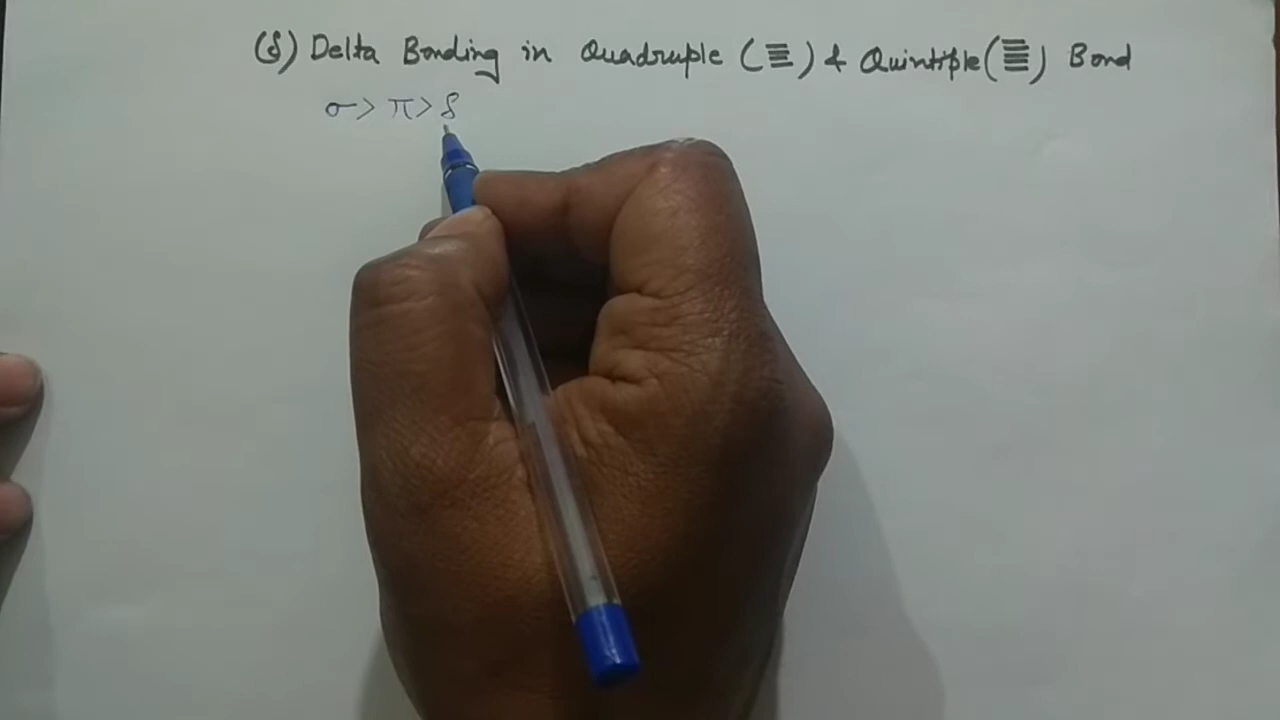 (δ) Delta Bonding in Quadruple (≣) & Quintiple (≣) Bond
σ > π > δ